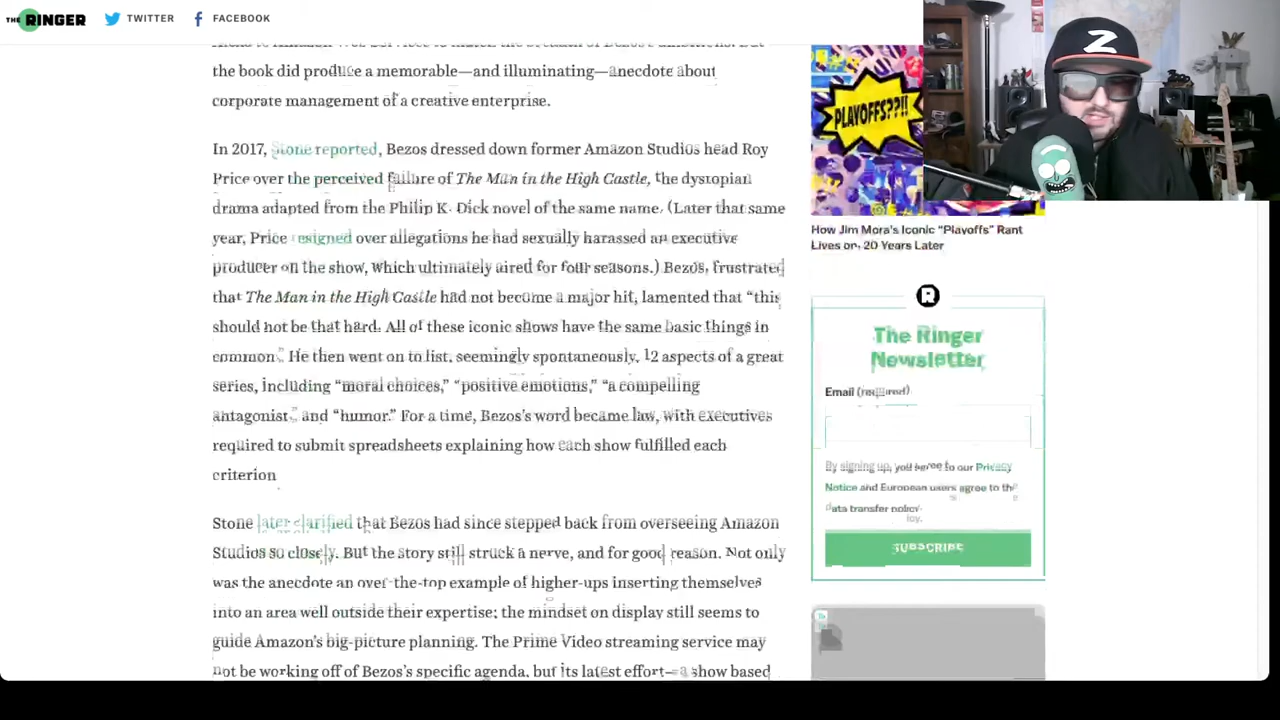 THE RINGER
TWITTER
FACEBOOK
the book did produce a memorable—and illuminating—anecdote about
corporate management of a creative enterprise.
In 2017, Stone reported, Bezos dressed down former Amazon Studios head Roy
Price over the perceived failure of The Man in the High Castle, the dystopian
drama adapted from the Philip K. Dick novel of the same name. (Later that same
year, Price resigned over allegations he had sexually harassed an executive
producer on the show, which ultimately aired for four seasons.) Bezos, frustrated
that The Man in the High Castle had not become a major hit, lamented that “this
should not be that hard. All of these iconic shows have the same basic things in
common.” He then went on to list, seemingly spontaneously, 12 aspects of a great
series, including “moral choices,” “positive emotions,” “a compelling
antagonist,” and “humor.” For a time, Bezos’s word became law, with executives
required to submit spreadsheets explaining how each show fulfilled each
criterion
Stone later clarified that Bezos had since stepped back from overseeing Amazon
Studios so closely. But the story still struck a nerve, and for good reason. Not only
was the anecdote an over-the-top example of higher-ups inserting themselves
into an area well outside their expertise; the mindset on display still seems to
guide Amazon’s big-picture planning. The Prime Video streaming service may
not be working off of Bezos’s specific agenda, but its latest effort—a show based
PLAYOFFS??!!
How Jim Mora’s Iconic “Playoffs” Rant
Lives on, 20 Years Later
R
The Ringer
Newsletter
Email (required)
By signing up, you agree to our Privacy
Notice and European users agree to the
data transfer policy.
SUBSCRIBE
Z